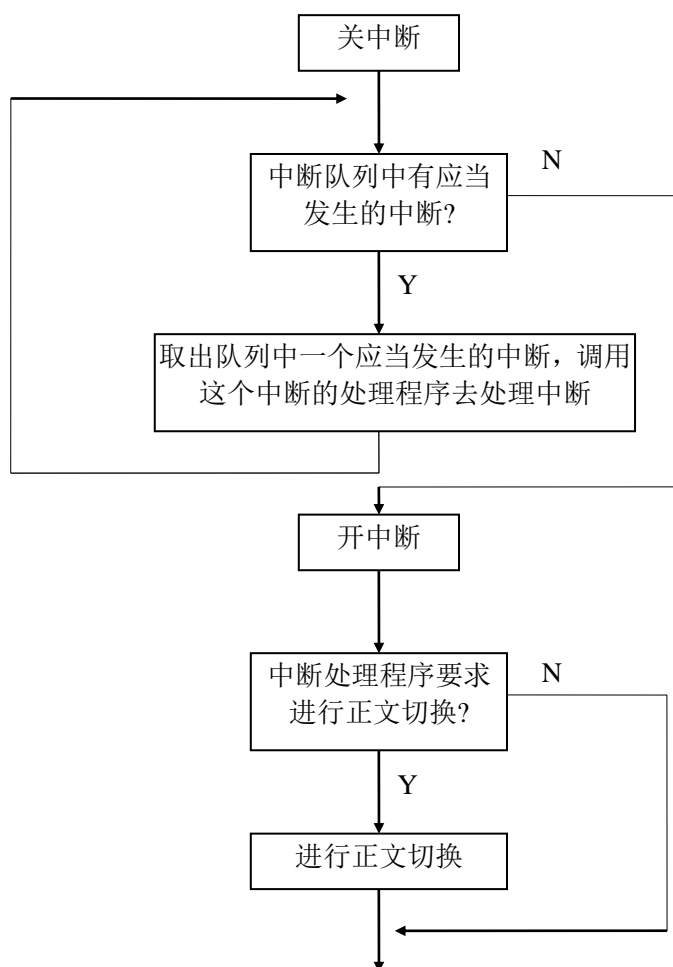 关中断
中断队列中有应当
发生的中断?
N
Y
取出队列中一个应当发生的中断，调用
这个中断的处理程序去处理中断
开中断
中断处理程序要求
进行正文切换?
N
Y
进行正文切换